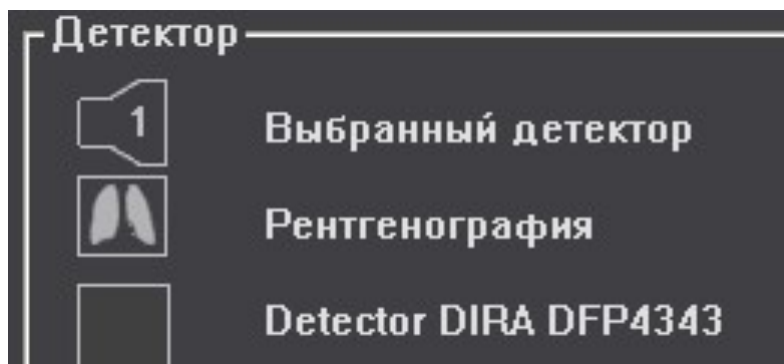 Детектор
1
Выбранный детектор
Рентгенография
Detector DIRA DFP4343